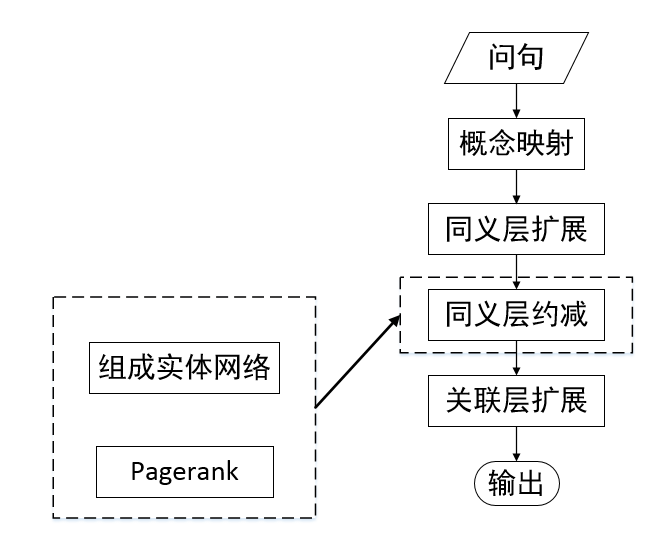 问句
概念映射
同义层扩展
同义层约减
组成实体网络
关联层扩展
Pagerank
输出